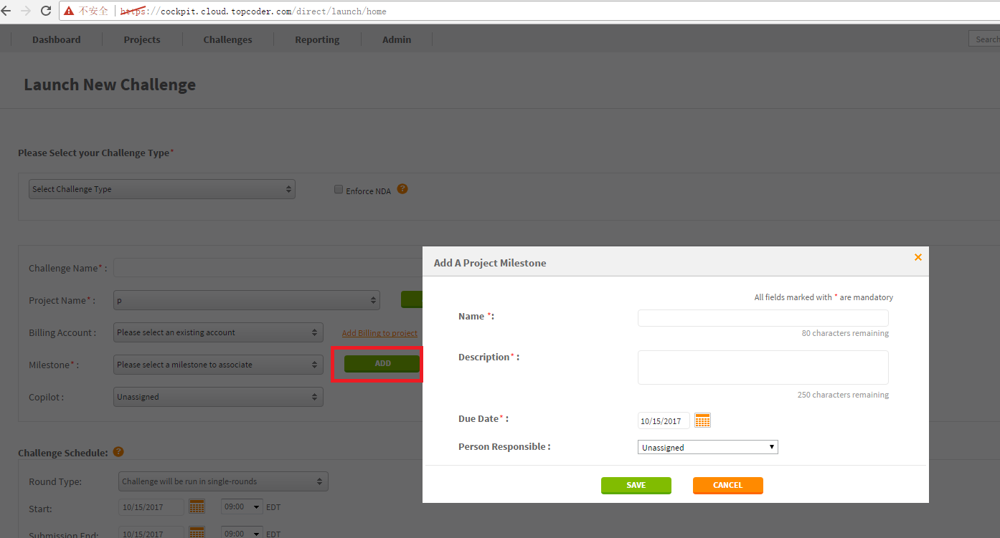 不安全 https://cockpit.cloud.topcoder.com/direct/launch/home
Dashboard Projects Challenges Reporting Admin Search
Launch New Challenge
Please Select your Challenge Type*
Select Challenge Type Enforce NDA ?
Challenge Name* :
Project Name* : p
Billing Account : Please select an existing account Add Billing to project
Milestone* : Please select a milestone to associate ADD
Copilot : Unassigned
Challenge Schedule: ?
Round Type: Challenge will be run in single-rounds
Start: 10/15/2017 09:00 EDT
Submission End: 10/15/2017 09:00 EDT
Add A Project Milestone
All fields marked with * are mandatory
Name *:
80 characters remaining
Description* :
250 characters remaining
Due Date* : 10/15/2017
Person Responsible : Unassigned
SAVE CANCEL